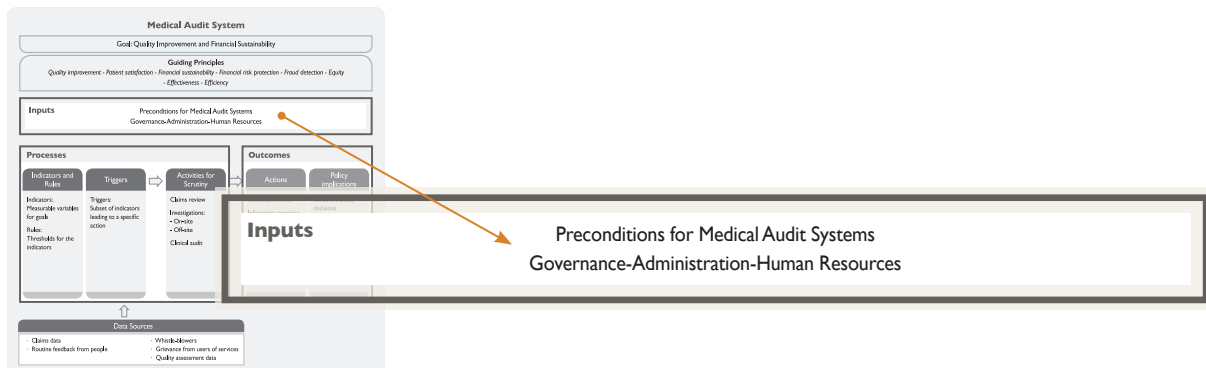 Medical Audit System
Goal: Quality Improvement and Financial Sustainability
Guiding Principles
Quality improvement - Patient satisfaction - Financial sustainability - Financial risk protection - Fraud detection - Equity
- Effectiveness - Efficiency
Inputs
Preconditions for Medical Audit Systems
Governance-Administration-Human Resources
Processes
Indicators and
Rules
Indicators:
Measurable variables
for goals
Rules:
Thresholds for the
indicators
Triggers
Triggers:
Subset of indicators
leading to a specific
action
Activities for
Scrutiny
Claims review
Investigations:
- On-site
- Off-site
Clinical audit
Outcomes
Actions
Policy
implications
decisions
Inputs
Preconditions for Medical Audit Systems
Governance-Administration-Human Resources
Data Sources
· Claims data
· Routine feedback from people
· Whistle-blowers
· Grievance from users of services
· Quality assessment data